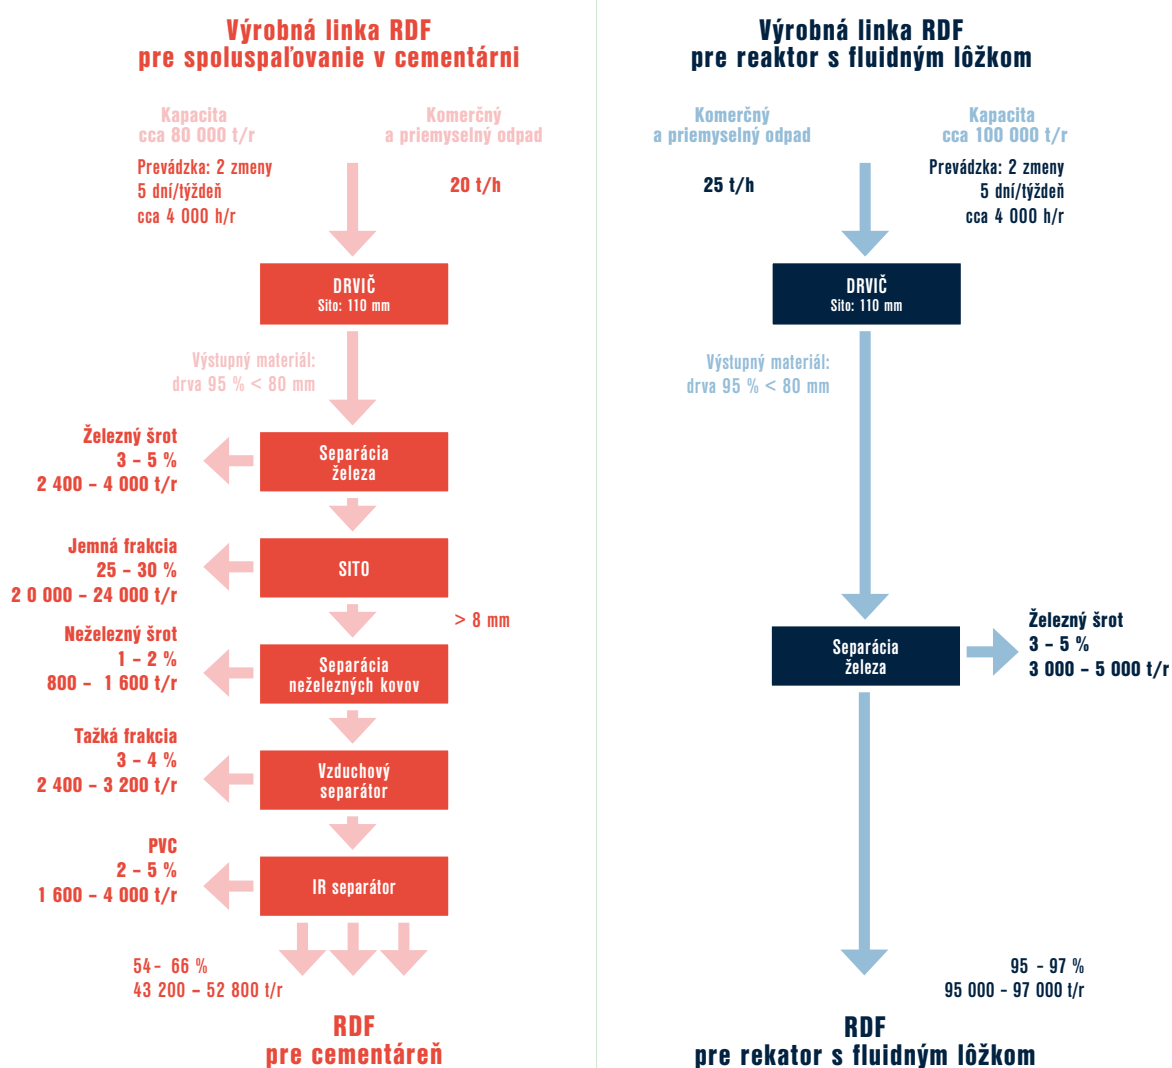 Výrobná linka RDF
pre spoluspaľovanie v cementárni
Kapacita
cca 80 000 t/r
Komerčný
a priemyselný odpad
Prevádzka: 2 zmeny
5 dní/týždeň
cca 4 000 h/r
20 t/h
DRVIČ
Sito: 110 mm
Výstupný materiál:
drva 95 % < 80 mm
Železný šrot
3 – 5 %
2 400 – 4 000 t/r
Separácia
železa
Jemná frakcia
25 – 30 %
2 0 000 – 24 000 t/r
SITO
> 8 mm
Neželezný šrot
1 – 2 %
800 – 1 600 t/r
Separácia
neželezných kovov
Tažká frakcia
3 – 4 %
2 400 – 3 200 t/r
Vzduchový
separátor
PVC
2 – 5 %
1 600 – 4 000 t/r
IR separátor
54 – 66 %
43 200 – 52 800 t/r
RDF
pre cementáreň
Výrobná linka RDF
pre reaktor s fluidným lôžkom
Komerčný
a priemyselný odpad
Kapacita
cca 100 000 t/r
25 t/h
Prevádzka: 2 zmeny
5 dní/týždeň
cca 4 000 h/r
DRVIČ
Sito: 110 mm
Výstupný materiál:
drva 95 % < 80 mm
Separácia
železa
Železný šrot
3 – 5 %
3 000 – 5 000 t/r
95 – 97 %
95 000 – 97 000 t/r
RDF
pre rekator s fluidným lôžkom